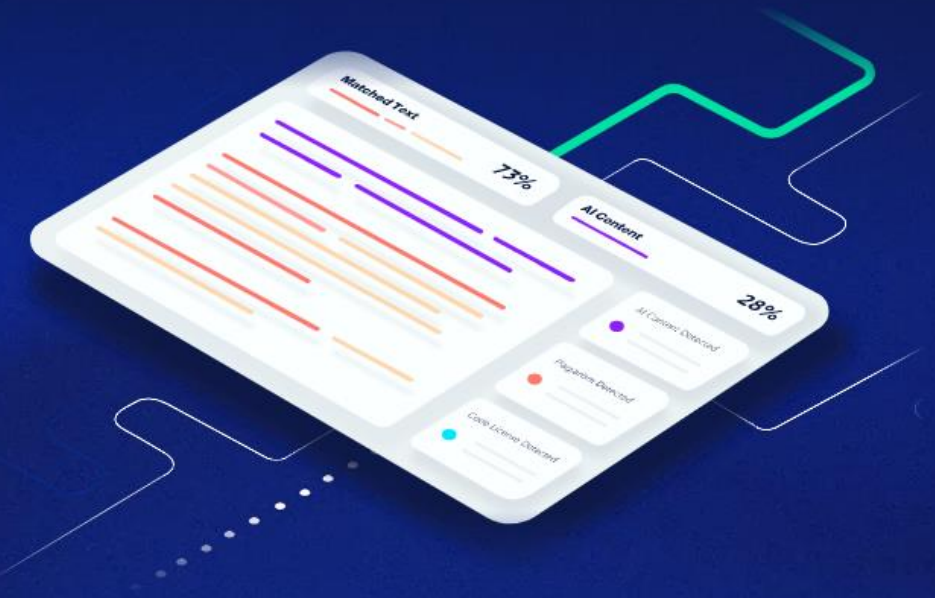 Matched Text
73%
AI Content
28%
AI Content Detected
Plagiarism Detected
Code License Detected